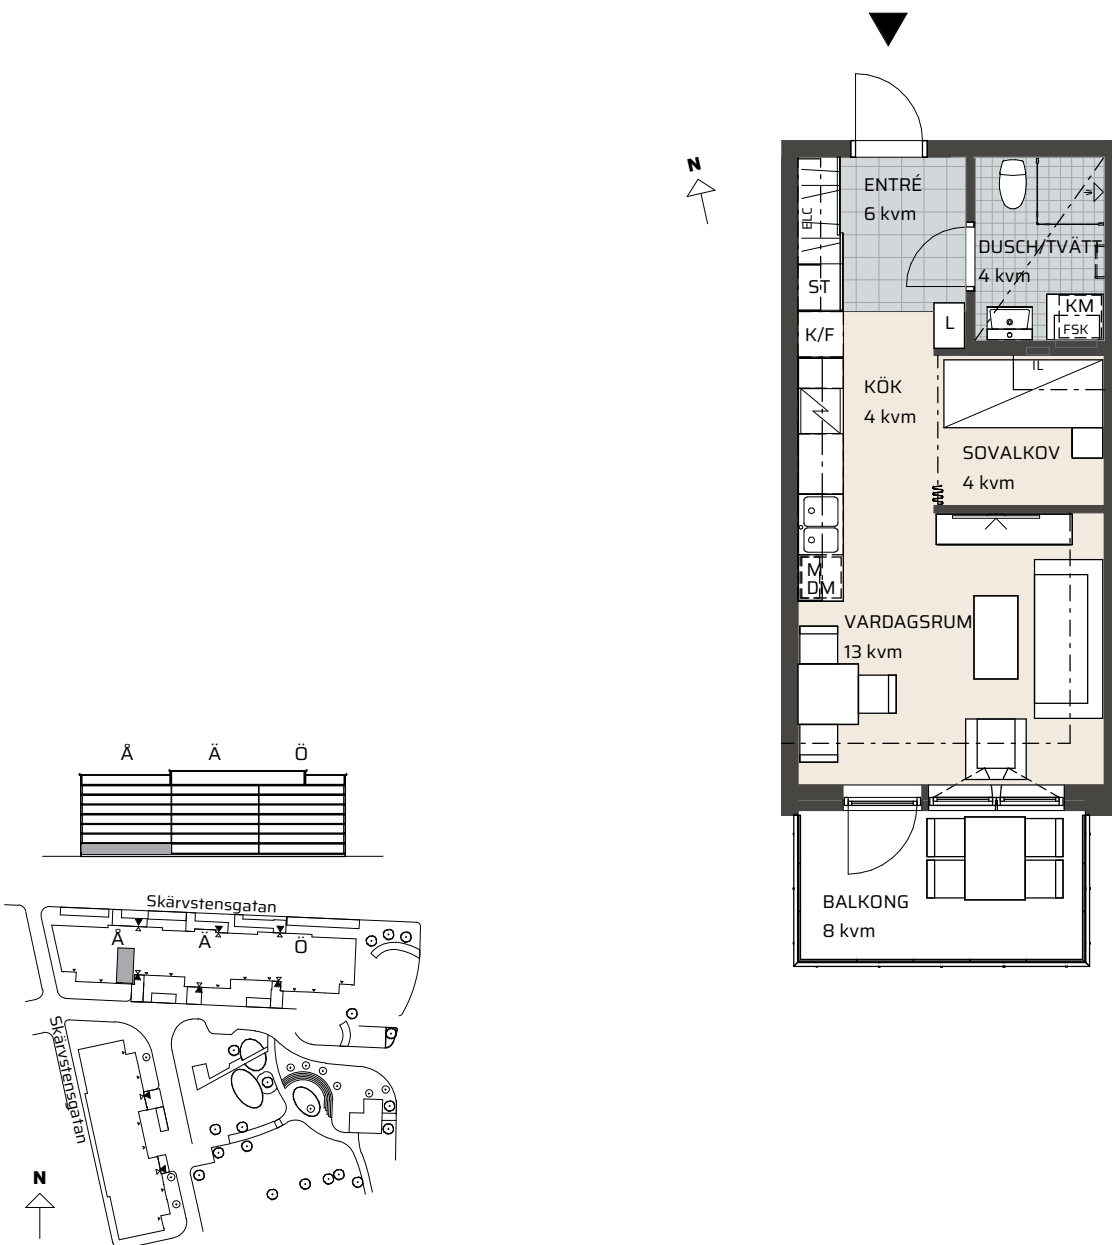 N
ENTRÉ
6 kvm
ELC
DUSCH/TVÄTT
4 kvm
ST
KM
FSK
L
K/F
IL
KÖK
4 kvm
SOVALKOV
4 kvm
M
DM
VARDAGSRUM
13 kvm
BALKONG
8 kvm
Å Ä Ö
Skärvstensgatan
Å Ä Ö
Skärvstensgatan
N